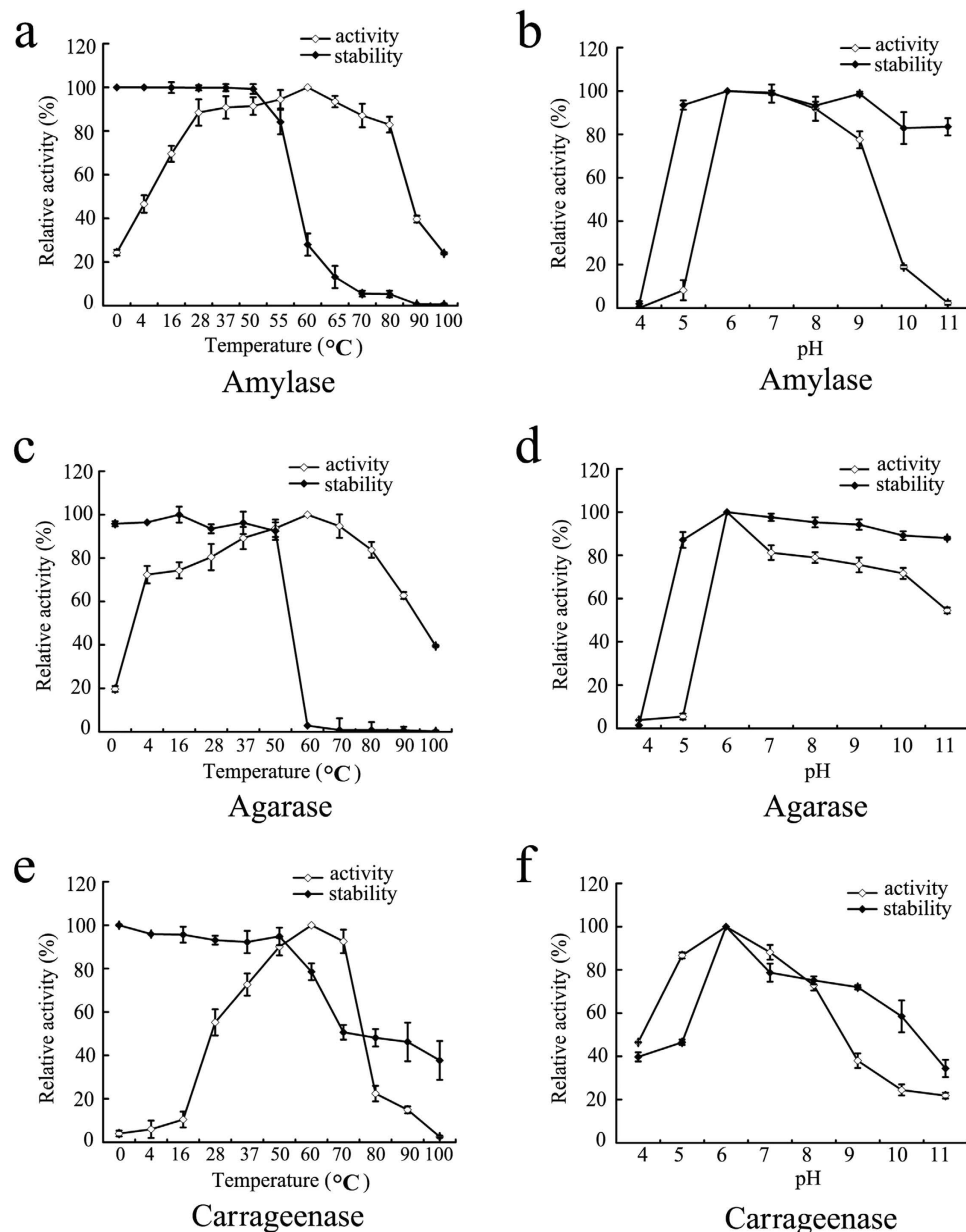 a
activity
stability
120
100
80
60
40
20
0
Relative activity (%)
0 4 16 28 37 50 55 60 65 70 80 90 100
Temperature (°C)
Amylase
b
activity
stability
120
100
80
60
40
20
0
Relative activity (%)
4 5 6 7 8 9 10 11
pH
Amylase
c
activity
stability
120
100
80
60
40
20
0
Relative activity (%)
0 4 16 28 37 50 60 70 80 90 100
Temperature (°C)
Agarase
d
activity
stability
120
100
80
60
40
20
0
Relative activity (%)
4 5 6 7 8 9 10 11
pH
Agarase
e
activity
stability
120
100
80
60
40
20
0
Relative activity (%)
0 4 16 28 37 50 60 70 80 90 100
Temperature (°C)
Carrageenase
f
activity
stability
120
100
80
60
40
20
0
Relative activity (%)
4 5 6 7 8 9 10 11
pH
Carrageenase